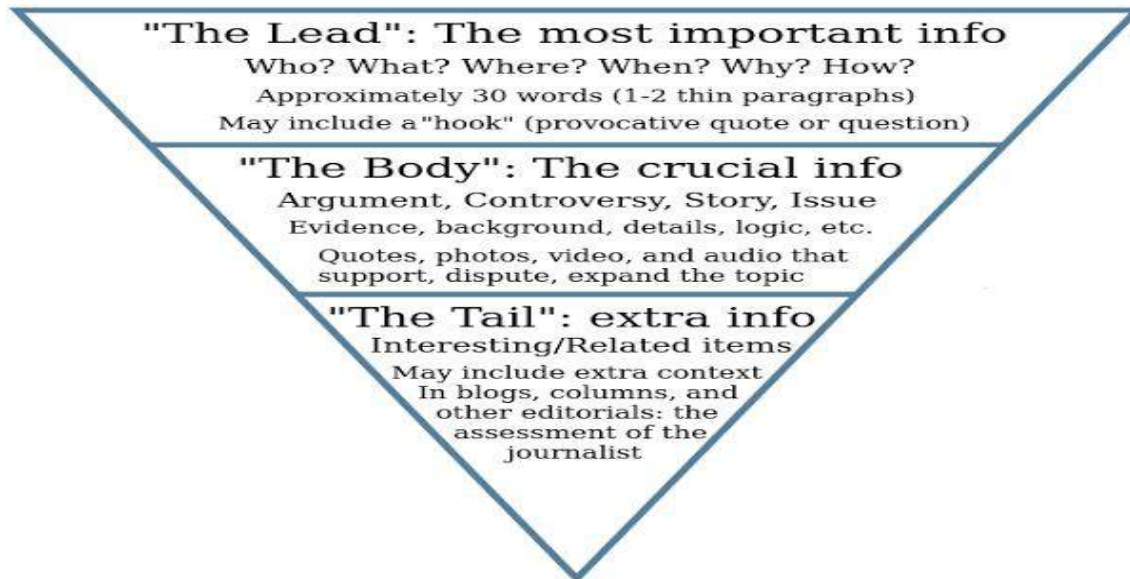 "The Lead": The most important info
Who? What? Where? When? Why? How?
Approximately 30 words (1-2 thin paragraphs)
May include a "hook" (provocative quote or question)
"The Body": The crucial info
Argument, Controversy, Story, Issue
Evidence, background, details, logic, etc.
Quotes, photos, video, and audio that
support, dispute, expand the topic
"The Tail": extra info
Interesting/Related items
May include extra context
In blogs, columns, and
other editorials: the
assessment of the
journalist